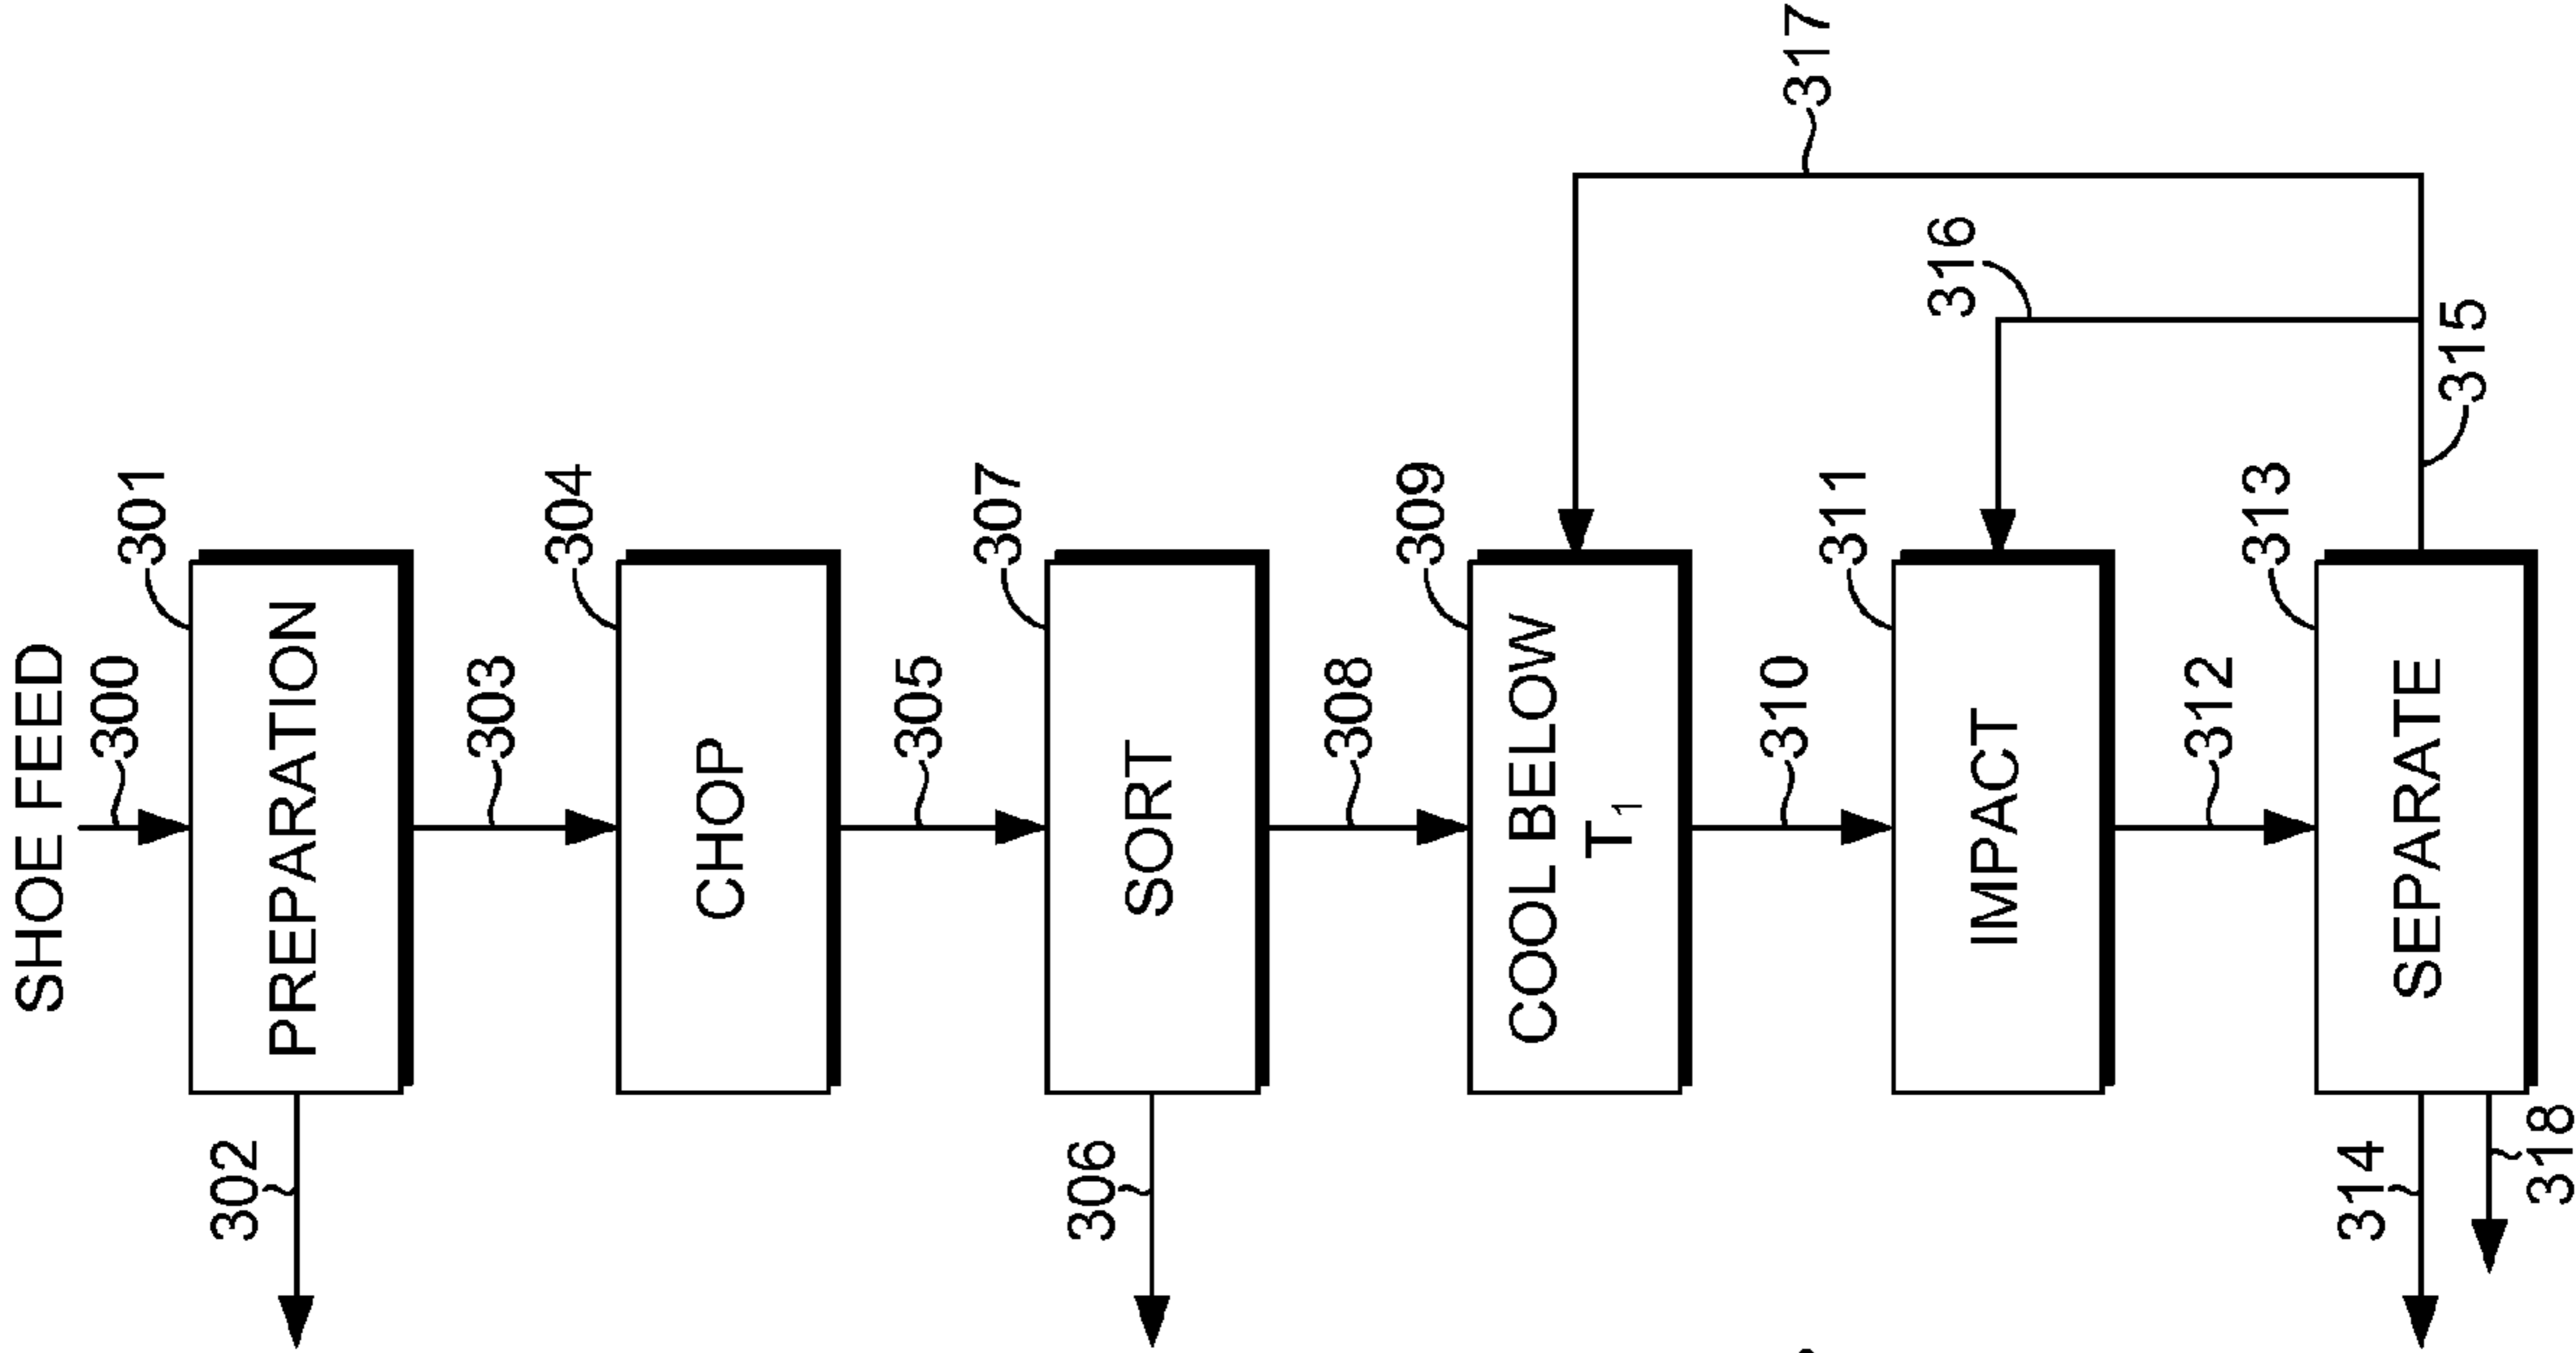 SHOE FEED
300
301
PREPARATION
302
303
304
CHOP
305
307
SORT
306
308
309
COOL BELOW
T₁
317
310
311
IMPACT
316
312
313
SEPARATE
315
314
318